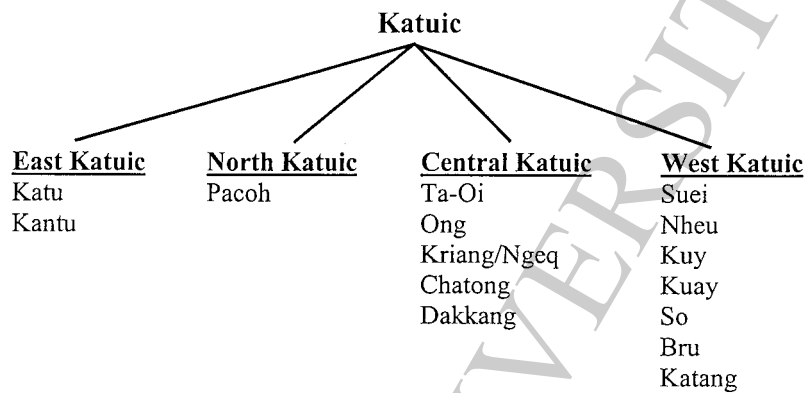 Katuic
East Katuic
Katu
Kantu
North Katuic
Pacoh
Central Katuic
Ta-Oi
Ong
Kriang/Ngeq
Chatong
Dakkang
West Katuic
Suei
Nheu
Kuy
Kuay
So
Bru
Katang
VERSIT